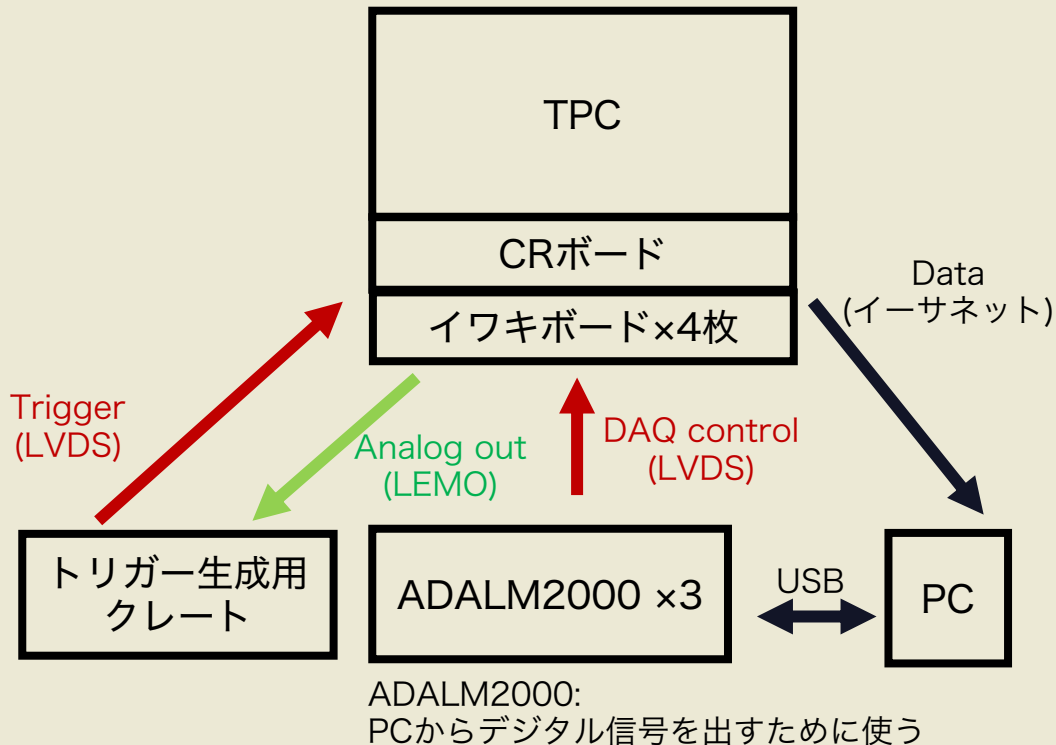 TPC
CRボード
イワキボード×4枚
Data
(イーサネット)
Trigger
(LVDS)
Analog out
(LEMO)
DAQ control
(LVDS)
トリガー生成用
クレート
ADALM2000 ×3
USB
PC
ADALM2000:
PCからデジタル信号を出すために使う